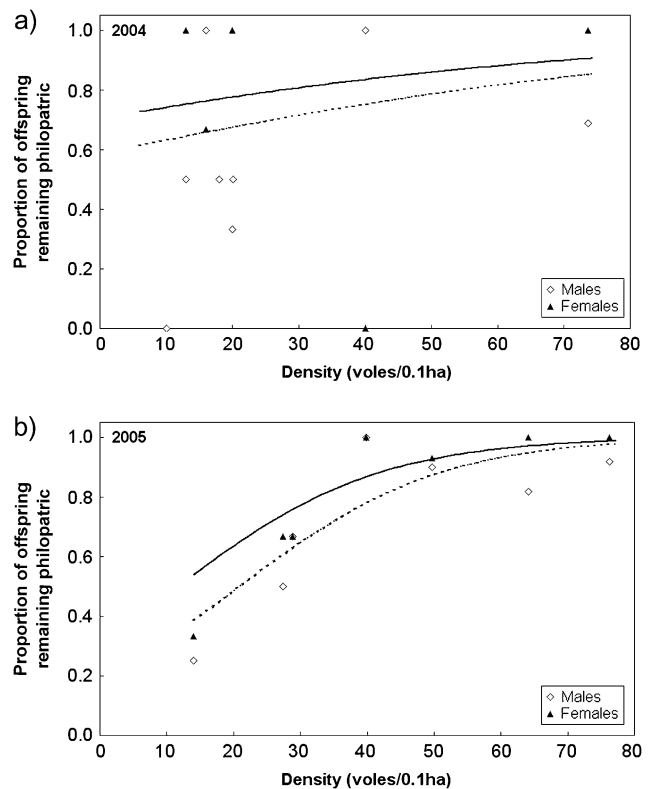 a)
2004
Proportion of offspring
remaining philopatric
1.0
0.8
0.6
0.4
0.2
0.0
0 10 20 30 40 50 60 70 80
Density (voles/0.1ha)
Males
Females
b)
2005
Proportion of offspring
remaining philopatric
1.0
0.8
0.6
0.4
0.2
0.0
0 10 20 30 40 50 60 70 80
Density (voles/0.1ha)
Males
Females